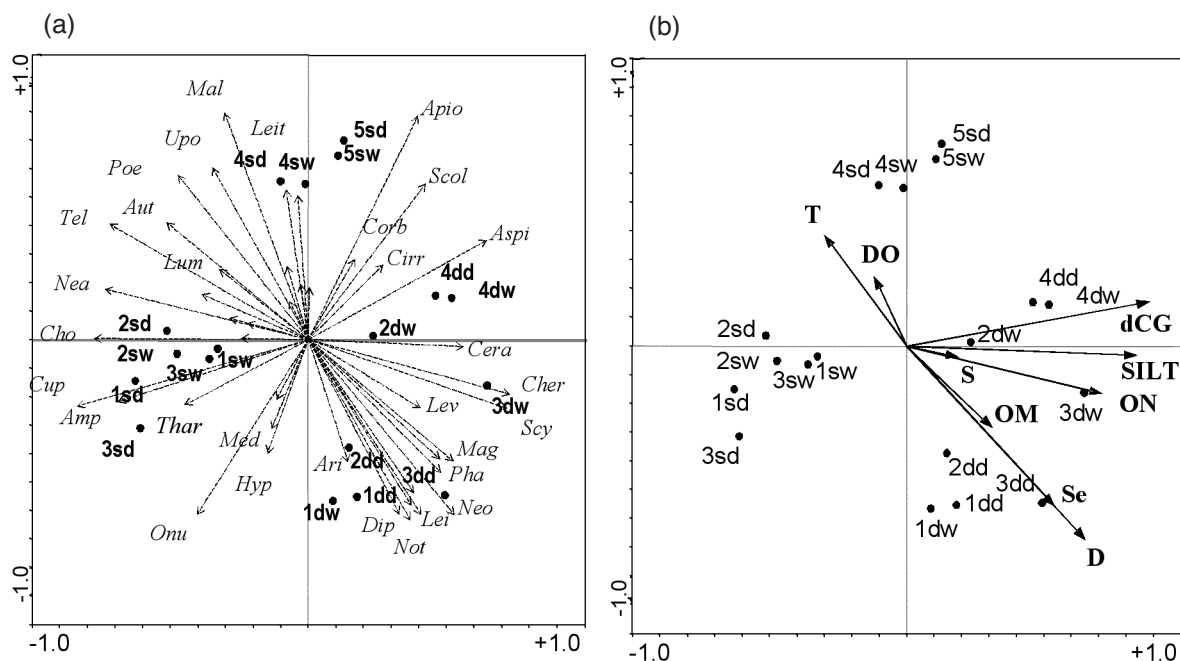 (a)
+1.0
Mal
Apio
Leit
5sd
Upo
5sw
4sd 4sw
Poe
Scol
Tel
Aut
Corb
Aspi
Lum
Cirr
4dd
Nea
4dw
2sd
2dw
Cho
Cera
2sw
1sw
3sw
Cup
Cher
1sd
3dw
Amp
Lev
Thar
Scy
3sd
Med
Mag
Ari
2dd
3dd
Pha
Hyp
1dd
Neo
1dw
Dip
Lei
Onu
Not
-1.0
-1.0
+1.0
(b)
+1.0
5sd
4sw
5sw
4sd
T
DO
4dd
4dw
dCG
2sd
2dw
2sw
1sw
S
SILT
3sw
1sd
ON
3dw
OM
3sd
2dd
3dd
Se
1dd
1dw
D
-1.0
-1.0
+1.0